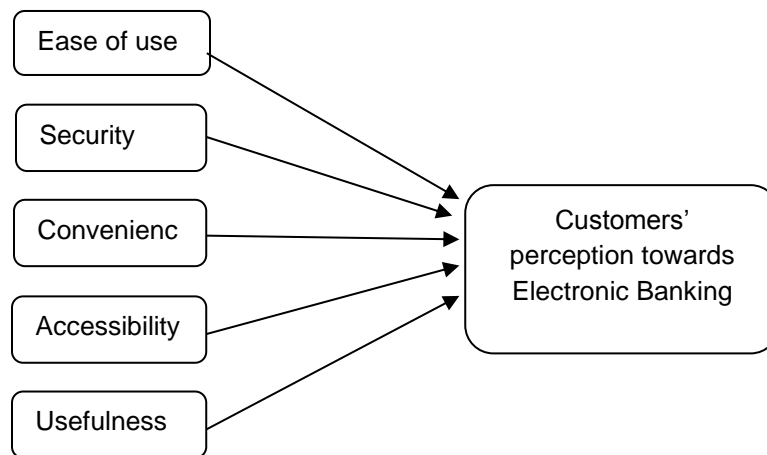 Ease of use
Security
Convenienc
Accessibility
Usefulness
Customers’
perception towards
Electronic Banking